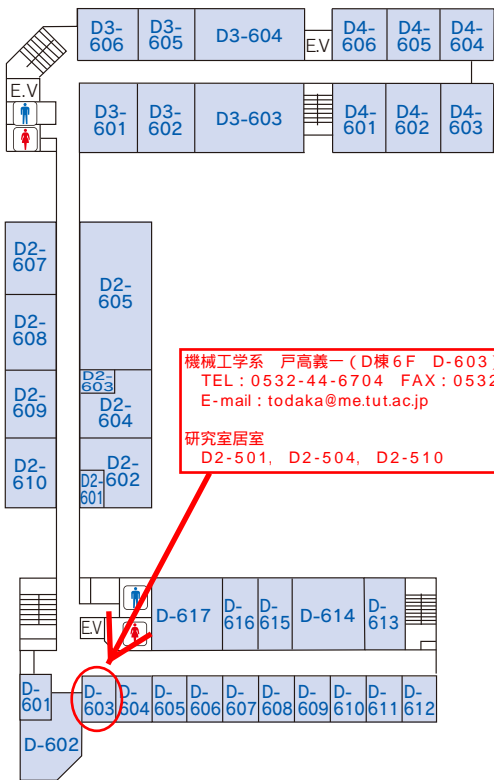 D3-606
D3-605
D3-604
E.V
D4-606
D4-605
D4-604
E.V
D3-601
D3-602
D3-603
D4-601
D4-602
D4-603
D2-607
D2-605
D2-608
D2-603
D2-604
D2-609
D2-610
D2-602
D2-601
機械工学系 戸高義一(D棟6F D-603)
TEL:0532-44-6704 FAX:0532
E-mail:todaka@me.tut.ac.jp
研究室居室
D2-501, D2-504, D2-510
D-617
D-616
D-615
D-614
D-613
E.V
D-601
D-602
D-603
D-604
D-605
D-606
D-607
D-608
D-609
D-610
D-611
D-612